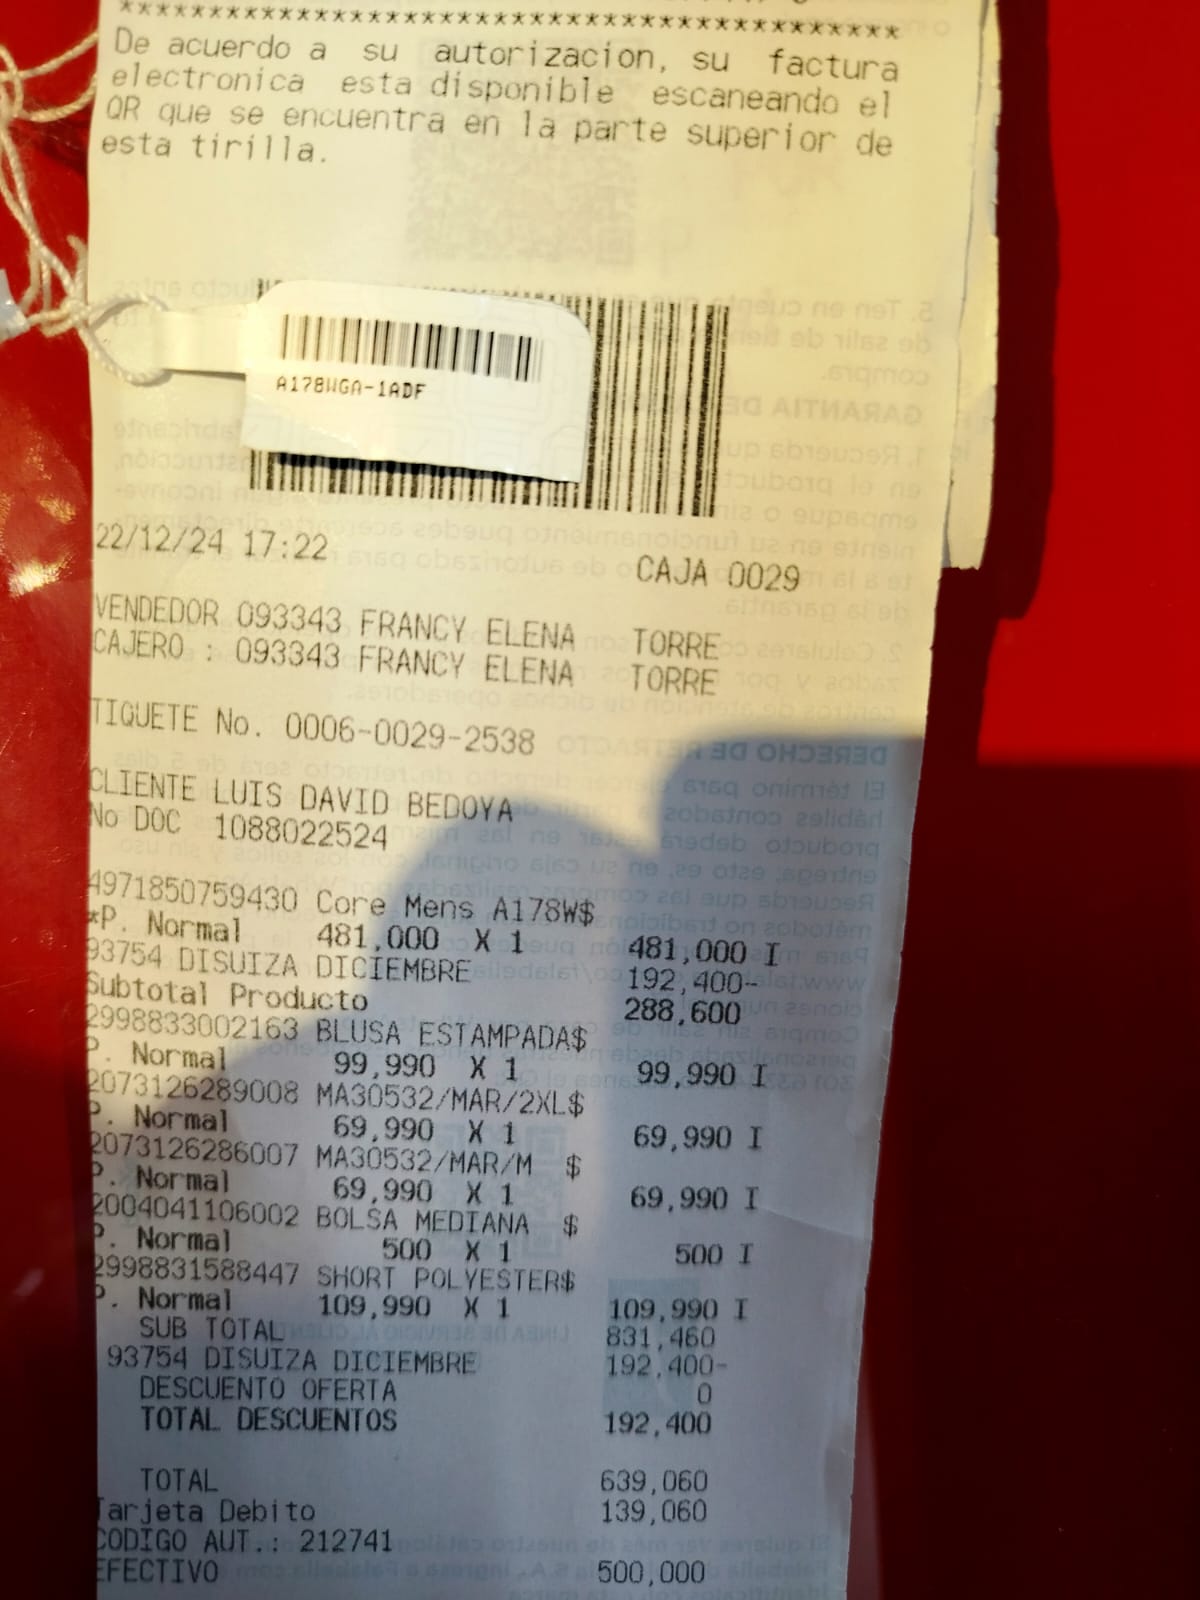 ****************************************
De acuerdo a su autorizacion, su factura
electronica esta disponible escaneando el
QR que se encuentra en la parte superior de
esta tirilla.
A178WGA-1ADF
22/12/24 17:22 CAJA 0029
VENDEDOR 093343 FRANCY ELENA TORRE
CAJERO : 093343 FRANCY ELENA TORRE
TIQUETE No. 0006-0029-2538
CLIENTE LUIS DAVID BEDOYA
No DOC 1088022524
4971850759430 Core Mens A178W$
*P. Normal 481,000 X 1 481,000 I
93754 DISUIZA DICIEMBRE 192,400-
Subtotal Producto 288,600
2998833002163 BLUSA ESTAMPADA$
P. Normal 99,990 X 1 99,990 I
2073126289008 MA30532/MAR/2XL$
P. Normal 69,990 X 1 69,990 I
2073126286007 MA30532/MAR/M $
P. Normal 69,990 X 1 69,990 I
2004041106002 BOLSA MEDIANA $
P. Normal 500 X 1 500 I
2998831588447 SHORT POLYESTER$
P. Normal 109,990 X 1 109,990 I
SUB TOTAL 831,460
93754 DISUIZA DICIEMBRE 192,400-
DESCUENTO OFERTA 0
TOTAL DESCUENTOS 192,400
TOTAL 639,060
Tarjeta Debito 139,060
CODIGO AUT.: 212741
EFECTIVO 500,000